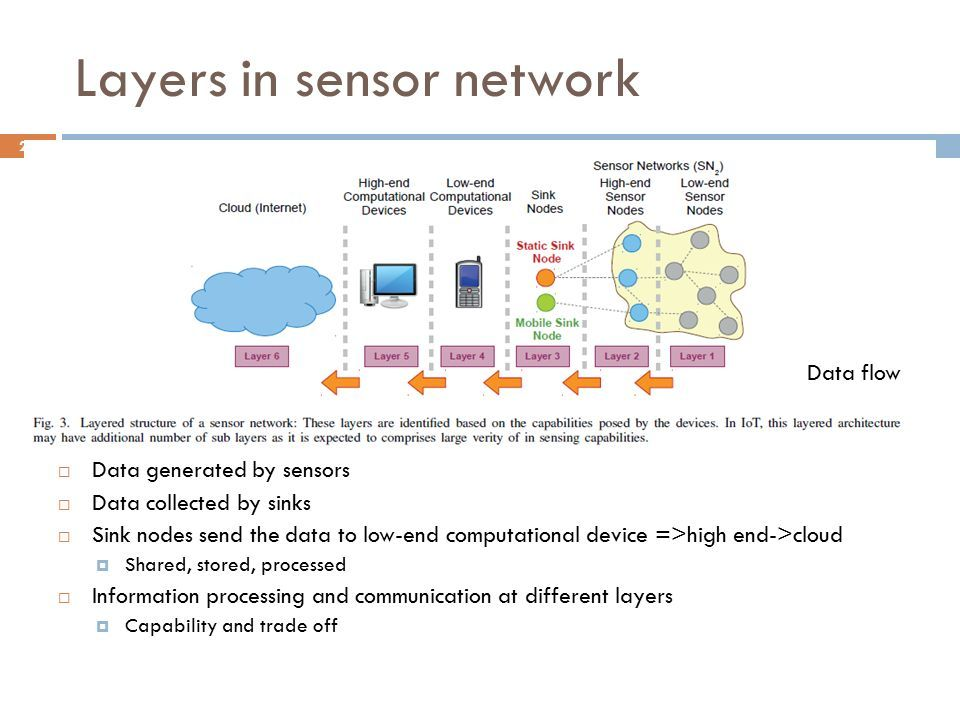 Layers in sensor network
2
Sensor Networks (SN2)
Cloud (Internet)
High-end
Computational
Devices
Low-end
Computational
Devices
Sink
Nodes
High-end
Sensor
Nodes
Low-end
Sensor
Nodes
Static Sink
Node
Mobile Sink
Node
Layer 6
Layer 5
Layer 4
Layer 3
Layer 2
Layer 1
Data flow
Fig. 3. Layered structure of a sensor network: These layers are identified based on the capabilities posed by the devices. In IoT, this layered architecture
may have additional number of sub layers as it is expected to comprises large verity of in sensing capabilities.
Data generated by sensors
Data collected by sinks
Sink nodes send the data to low-end computational device =>high end->cloud
Shared, stored, processed
Information processing and communication at different layers
Capability and trade off